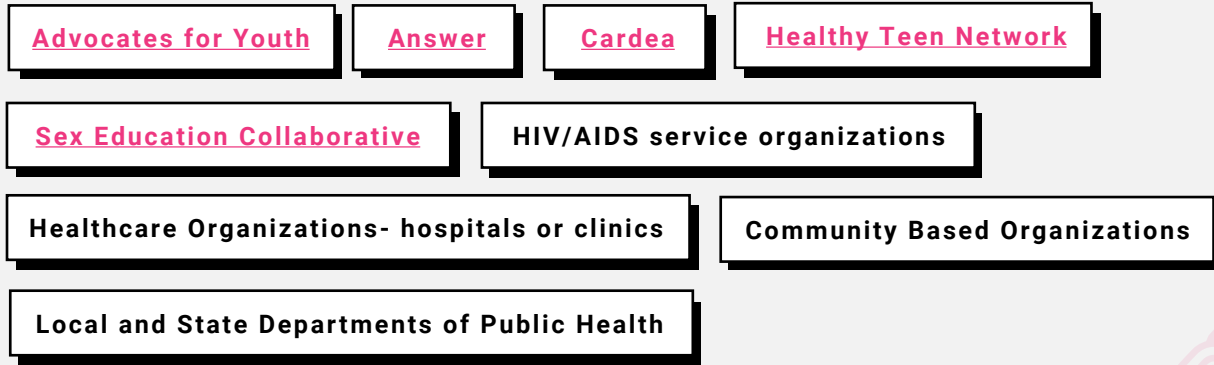 Advocates for Youth
Answer
Cardea
Healthy Teen Network
Sex Education Collaborative
HIV/AIDS service organizations
Healthcare Organizations- hospitals or clinics
Community Based Organizations
Local and State Departments of Public Health